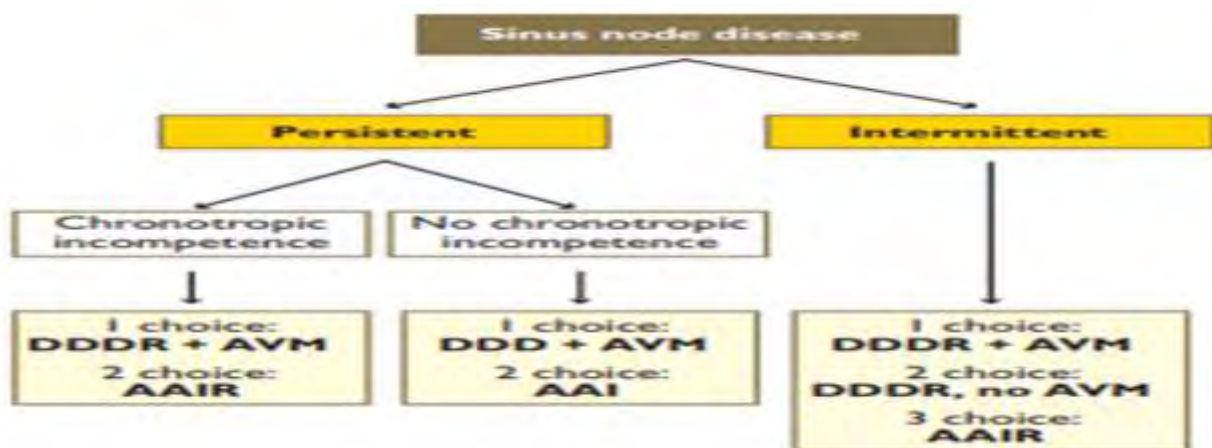 Sinus node disease
Persistent
Intermittent
Chronotropic
incompetence
No chronotropic
incompetence
1 choice:
DDDR + AVM
2 choice:
AAIR
1 choice:
DDD + AVM
2 choice:
AAI
1 choice:
DDDR + AVM
2 choice:
DDDR, no AVM
3 choice:
AAIR